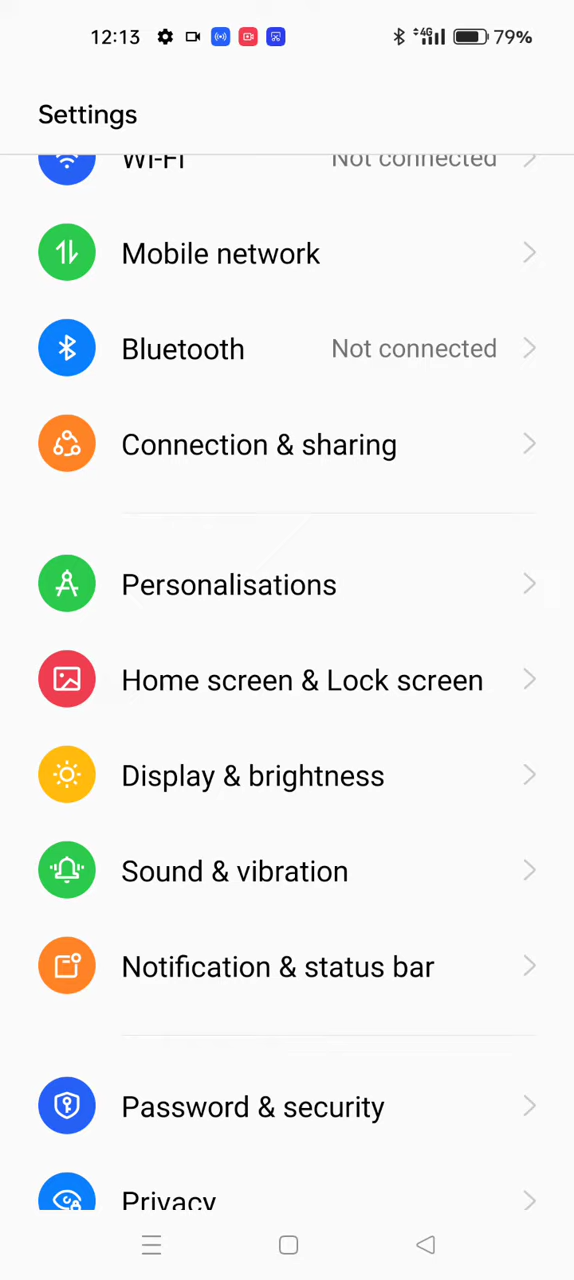 12:13 4G 79%
Settings
Wi-Fi Not connected
Mobile network
Bluetooth Not connected
Connection & sharing
Personalisations
Home screen & Lock screen
Display & brightness
Sound & vibration
Notification & status bar
Password & security
Privacy